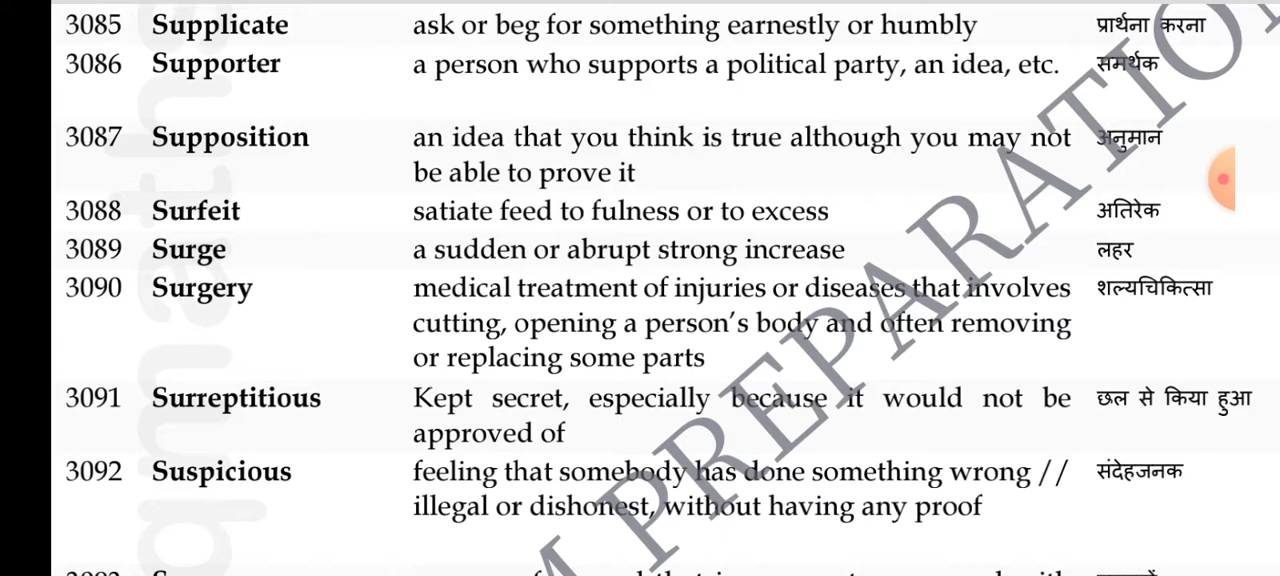 3085 Supplicate ask or beg for something earnestly or humbly प्रार्थना करना
3086 Supporter a person who supports a political party, an idea, etc. समर्थक
3087 Supposition an idea that you think is true although you may not अनुमान
be able to prove it
3088 Surfeit satiate feed to fulness or to excess अतिरेक
3089 Surge a sudden or abrupt strong increase लहर
3090 Surgery medical treatment of injuries or diseases that involves शल्यचिकित्सा
cutting, opening a person's body and often removing
or replacing some parts
3091 Surreptitious Kept secret, especially because it would not be छल से किया हुआ
approved of
3092 Suspicious feeling that somebody has done something wrong // संदेहजनक
illegal or dishonest, without having any proof